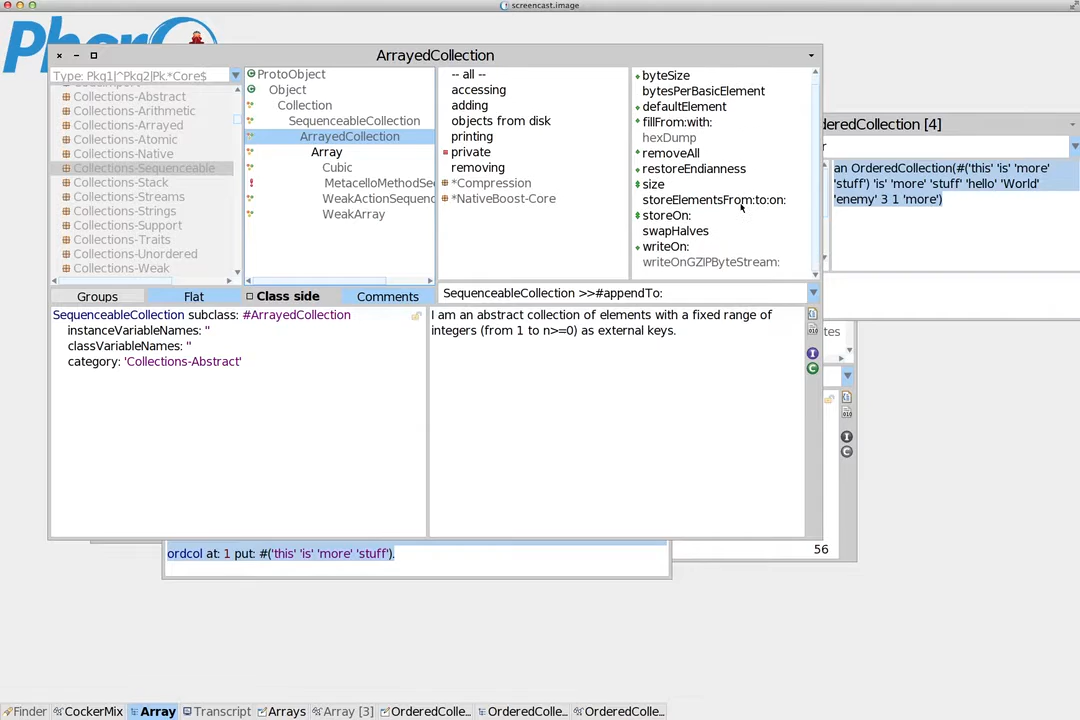 screencast.image
ArrayedCollection
Type: Pkg1|^Pkg2|Pk.*Core$
Collections-Abstract
Collections-Arithmetic
Collections-Arrayed
Collections-Atomic
Collections-Native
Collections-Sequenceable
Collections-Stack
Collections-Streams
Collections-Strings
Collections-Support
Collections-Traits
Collections-Unordered
Collections-Weak
ProtoObject
Object
Collection
SequenceableCollection
ArrayedCollection
Array
Cubic
MetacelloMethodSec
WeakActionSequenc
WeakArray
-- all --
accessing
adding
objects from disk
printing
private
removing
*Compression
*NativeBoost-Core
byteSize
bytesPerBasicElement
defaultElement
fillFrom:with:
hexDump
removeAll
restoreEndianness
size
storeElementsFrom:to:on:
storeOn:
swapHalves
writeOn:
writeOnGZIPByteStream:
Groups
Flat
Class side
Comments
SequenceableCollection >>#appendTo:
SequenceableCollection subclass: #ArrayedCollection
instanceVariableNames: ''
classVariableNames: ''
category: 'Collections-Abstract'
I am an abstract collection of elements with a fixed range of
integers (from 1 to n>=0) as external keys.
deredCollection [4]
r
an OrderedCollection(#('this' 'is' 'more'
'stuff') 'is' 'more' 'stuff' 'hello' 'World'
'enemy' 3 1 'more')
tes
ordcol at: 1 put: #('this' 'is' 'more' 'stuff').
56
Finder
CockerMix
Array
Transcript
Arrays
Array [3]
OrderedColle...
OrderedColle...
OrderedColle...